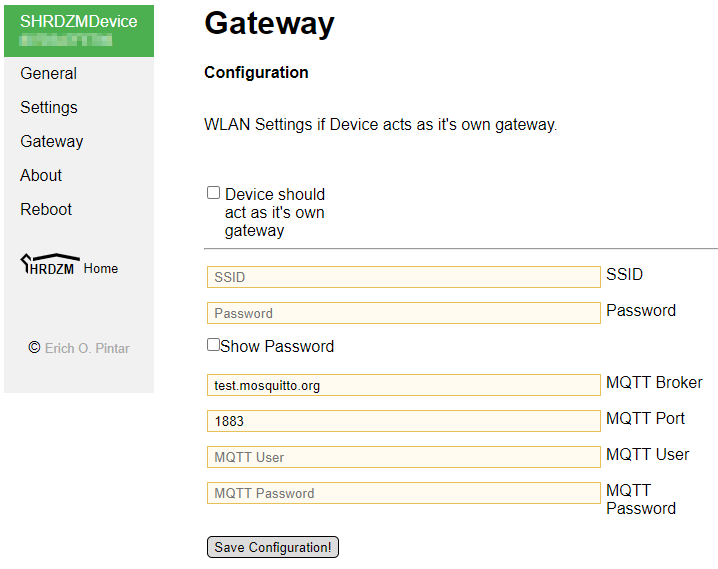 SHRDZMDevice
General
Settings
Gateway
About
Reboot
SHRDZM Home
© Erich O. Pintar
Gateway
Configuration
WLAN Settings if Device acts as it's own gateway.
Device should
act as it's own
gateway
SSID SSID
Password Password
Show Password
test.mosquitto.org MQTT Broker
1883 MQTT Port
MQTT User MQTT User
MQTT Password MQTT
Password
Save Configuration!